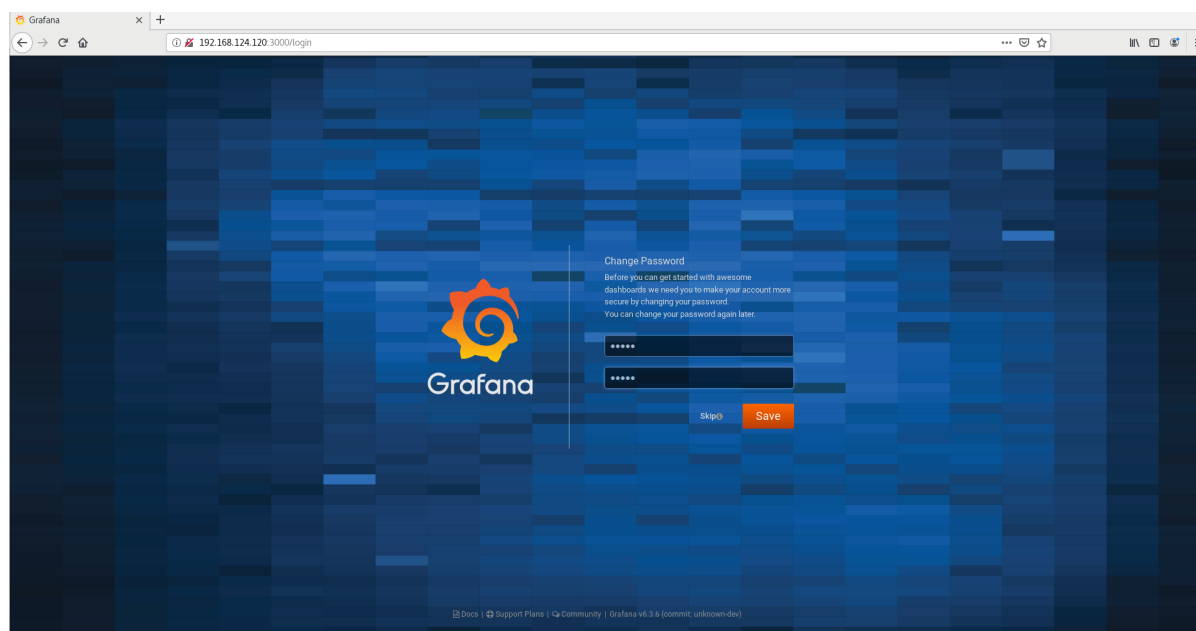 Grafana
192.168.124.120:3000/login
Change Password
Before you can get started with awesome
dashboards we need you to make your account more
secure by changing your password.
You can change your password again later.
•••••
•••••
Grafana
Skip
Save
Docs | Support Plans | Community | Grafana v6.3.6 (commit: unknown-dev)